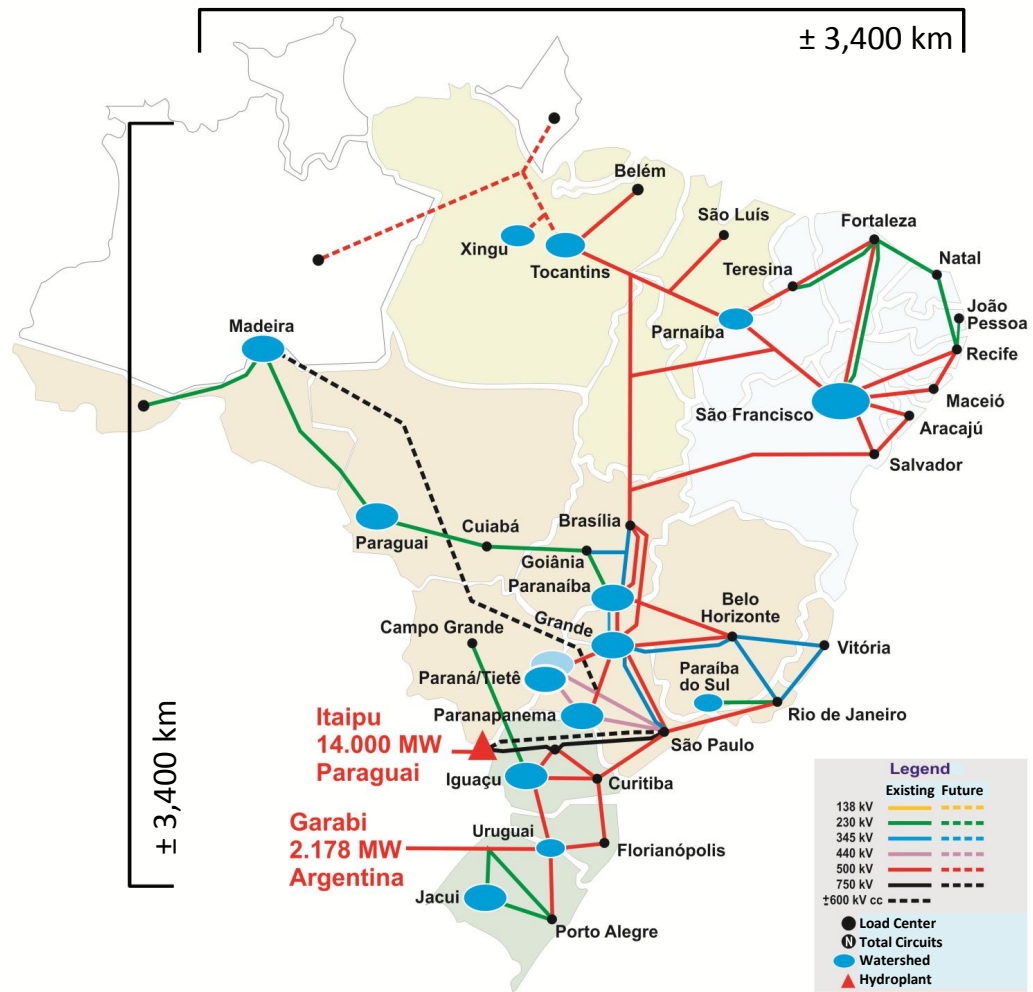 ± 3,400 km
± 3,400 km
Belém
São Luís
Fortaleza
Xingu
Tocantins
Teresina
Natal
João
Pessoa
Madeira
Parnaíba
Recife
São Francisco
Maceió
Aracajú
Salvador
Paraguai
Cuiabá
Brasília
Goiânia
Paranaíba
Belo
Horizonte
Grande
Campo Grande
Vitória
Paraná/Tietê
Paraíba
do Sul
Itaipu
14.000 MW
Paraguai
Paranapanema
Rio de Janeiro
São Paulo
Iguaçu
Curitiba
Garabi
2.178 MW
Argentina
Uruguai
Florianópolis
Jacui
Porto Alegre
Legend
Existing Future
138 kV
230 kV
345 kV
440 kV
500 kV
750 kV
±600 kV cc
Load Center
N Total Circuits
Watershed
Hydroplant